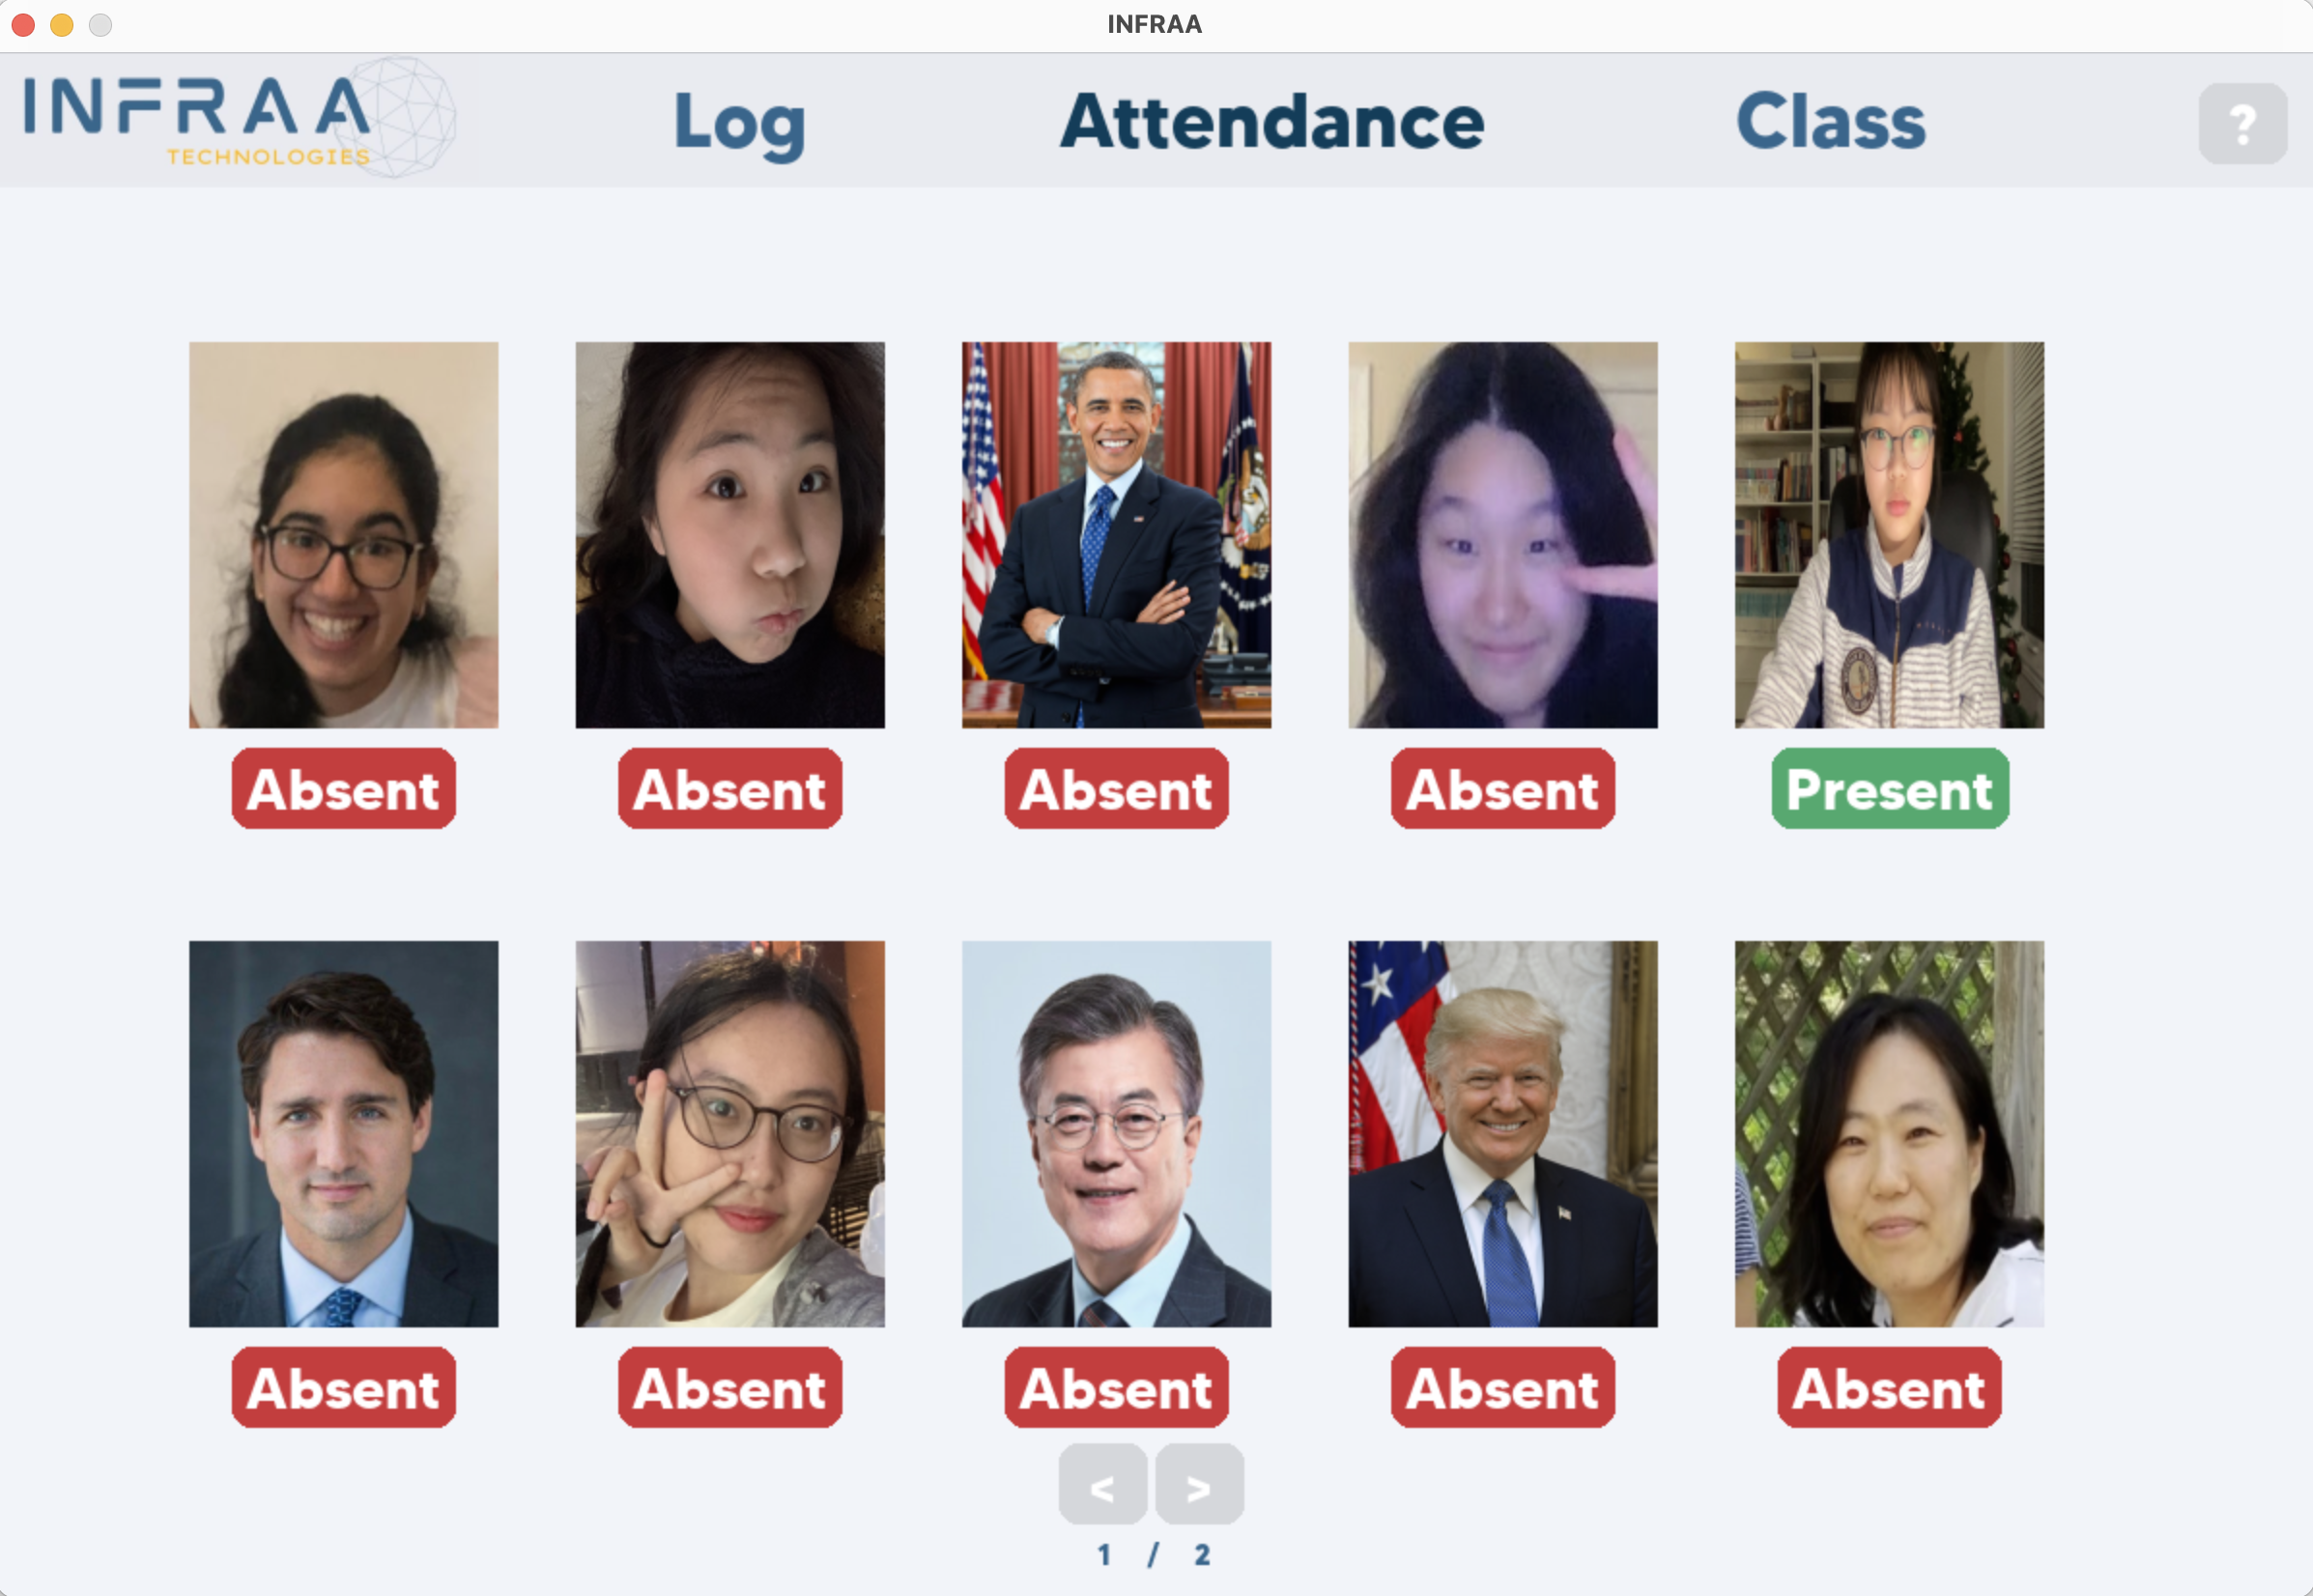 INFRAA
INFRAA
TECHNOLOGIES
Log
Attendance
Class
?
Absent
Absent
Absent
Absent
Present
Absent
Absent
Absent
Absent
Absent
< >
1 / 2